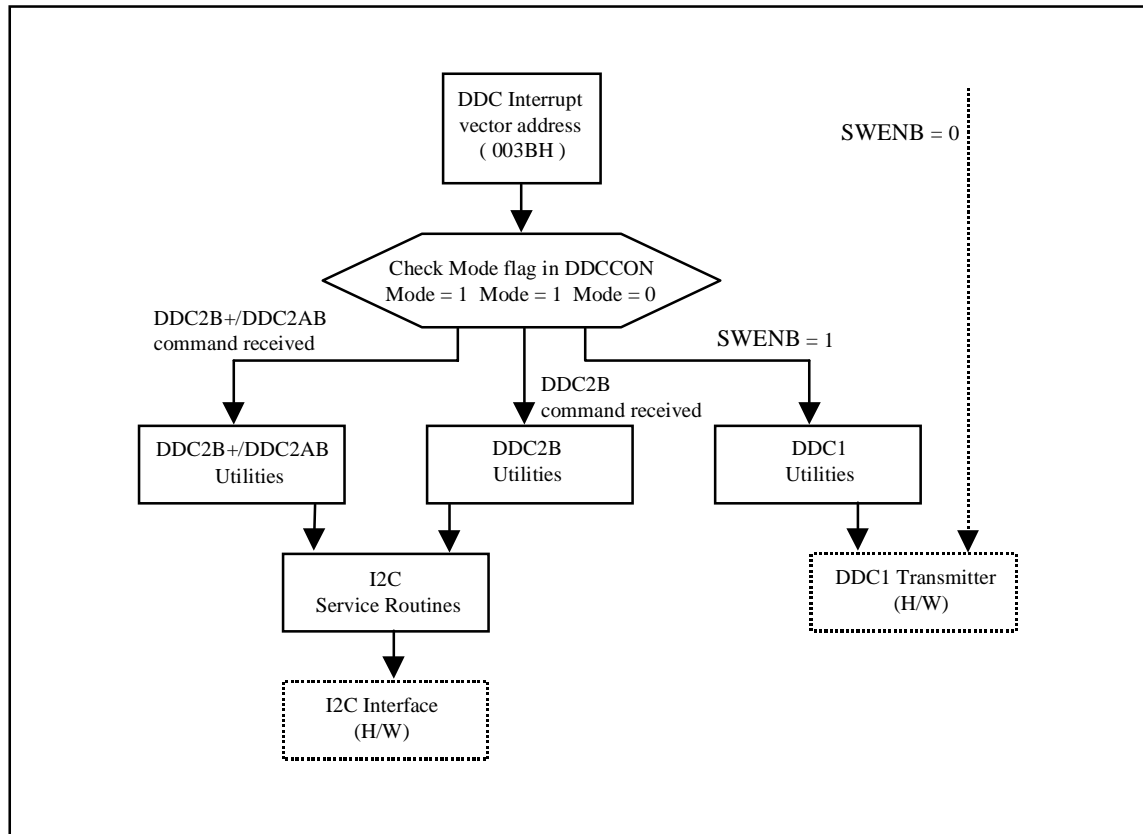 DDC Interrupt
vector address
( 003BH )
SWENB = 0
Check Mode flag in DDCCON
Mode = 1 Mode = 1 Mode = 0
DDC2B+/DDC2AB
command received
SWENB = 1
DDC2B
command received
DDC2B+/DDC2AB
Utilities
DDC2B
Utilities
DDC1
Utilities
I2C
Service Routines
DDC1 Transmitter
(H/W)
I2C Interface
(H/W)